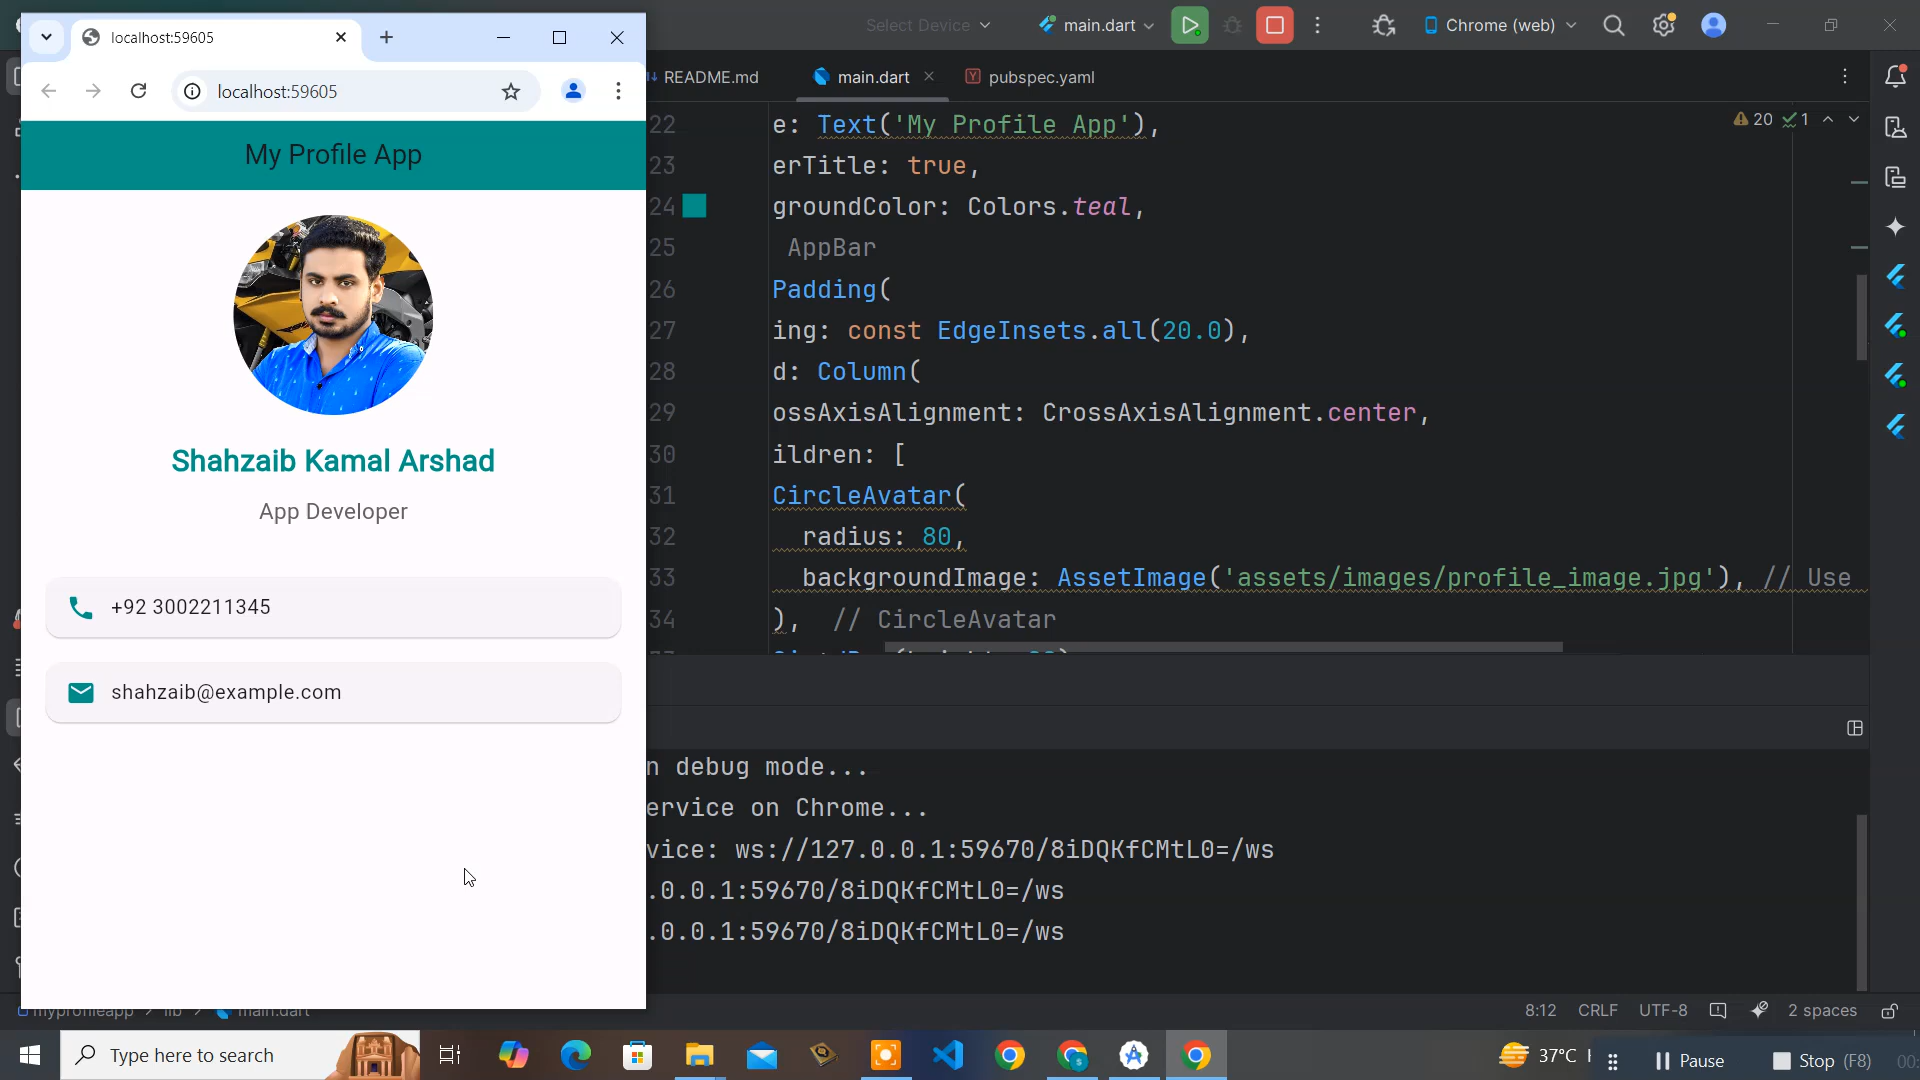 localhost:59605
localhost:59605
My Profile App
Shahzaib Kamal Arshad
App Developer
+92 3002211345
shahzaib@example.com
Select Device
main.dart
Chrome (web)
README.md
main.dart
pubspec.yaml
20
1
22 e: Text('My Profile App'),
23 erTitle: true,
24 groundColor: Colors.teal,
25 AppBar
26 Padding(
27 ing: const EdgeInsets.all(20.0),
28 d: Column(
29 ossAxisAlignment: CrossAxisAlignment.center,
30 ildren: [
31 CircleAvatar(
32 radius: 80,
33 backgroundImage: AssetImage('assets/images/profile_image.jpg'), // Use
34 ), // CircleAvatar
n debug mode...
ervice on Chrome...
vice: ws://127.0.0.1:59670/8iDQKfCMtL0=/ws
.0.0.1:59670/8iDQKfCMtL0=/ws
.0.0.1:59670/8iDQKfCMtL0=/ws
myprofileapp > lib > main.dart
8:12 CRLF UTF-8 2 spaces
Type here to search
37°C
Pause
Stop (F8)